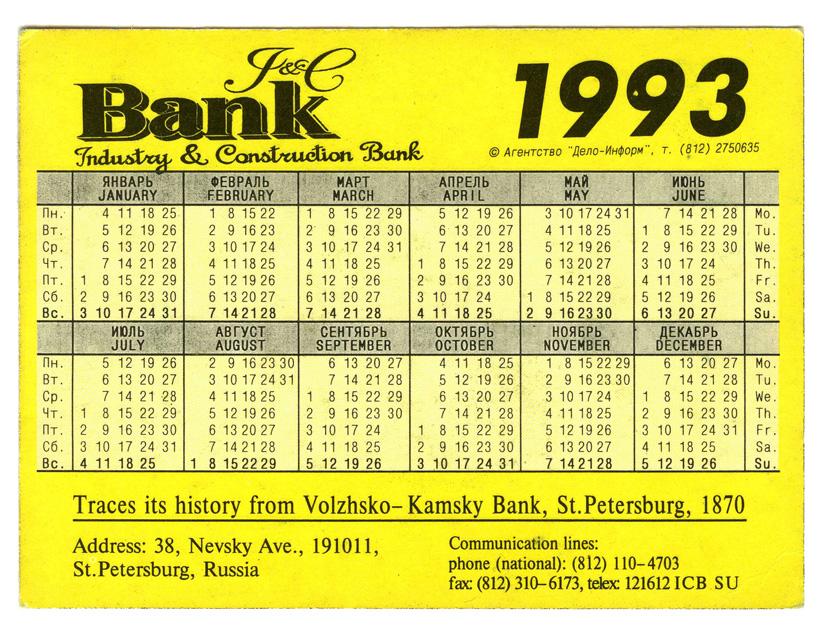 I&C
Bank
Industry & Construction Bank
1993
© Агентство "Дело-Информ", т. (812) 2750635
ЯНВАРЬ ФЕВРАЛЬ МАРТ АПРЕЛЬ МАЙ ИЮНЬ
JANUARY FEBRUARY MARCH APRIL MAY JUNE
Пн. 4 11 18 25 1 8 15 22 1 8 15 22 29 5 12 19 26 3 10 17 24 31 7 14 21 28 Mo.
Вт. 5 12 19 26 2 9 16 23 2 9 16 23 30 6 13 20 27 4 11 18 25 1 8 15 22 29 Tu.
Ср. 6 13 20 27 3 10 17 24 3 10 17 24 31 7 14 21 28 5 12 19 26 2 9 16 23 30 We.
Чт. 7 14 21 28 4 11 18 25 4 11 18 25 1 8 15 22 29 6 13 20 27 3 10 17 24 Th.
Пт. 1 8 15 22 29 5 12 19 26 5 12 19 26 2 9 16 23 30 7 14 21 28 4 11 18 25 Fr.
Сб. 2 9 16 23 30 6 13 20 27 6 13 20 27 3 10 17 24 1 8 15 22 29 5 12 19 26 Sa.
Вс. 3 10 17 24 31 7 14 21 28 7 14 21 28 4 11 18 25 2 9 16 23 30 6 13 20 27 Su.
ИЮЛЬ АВГУСТ СЕНТЯБРЬ ОКТЯБРЬ НОЯБРЬ ДЕКАБРЬ
JULY AUGUST SEPTEMBER OCTOBER NOVEMBER DECEMBER
Пн. 5 12 19 26 2 9 16 23 30 6 13 20 27 4 11 18 25 1 8 15 22 29 6 13 20 27 Mo.
Вт. 6 13 20 27 3 10 17 24 31 7 14 21 28 5 12 19 26 2 9 16 23 30 7 14 21 28 Tu.
Ср. 7 14 21 28 4 11 18 25 1 8 15 22 29 6 13 20 27 3 10 17 24 1 8 15 22 29 We.
Чт. 1 8 15 22 29 5 12 19 26 2 9 16 23 30 7 14 21 28 4 11 18 25 2 9 16 23 30 Th.
Пт. 2 9 16 23 30 6 13 20 27 3 10 17 24 1 8 15 22 29 5 12 19 26 3 10 17 24 31 Fr.
Сб. 3 10 17 24 31 7 14 21 28 4 11 18 25 2 9 16 23 30 6 13 20 27 4 11 18 25 Sa.
Вс. 4 11 18 25 1 8 15 22 29 5 12 19 26 3 10 17 24 31 7 14 21 28 5 12 19 26 Su.
Traces its history from Volzhsko-Kamsky Bank, St.Petersburg, 1870
Address: 38, Nevsky Ave., 191011,
St.Petersburg, Russia
Communication lines:
phone (national): (812) 110-4703
fax: (812) 310-6173, telex: 121612 ICB SU